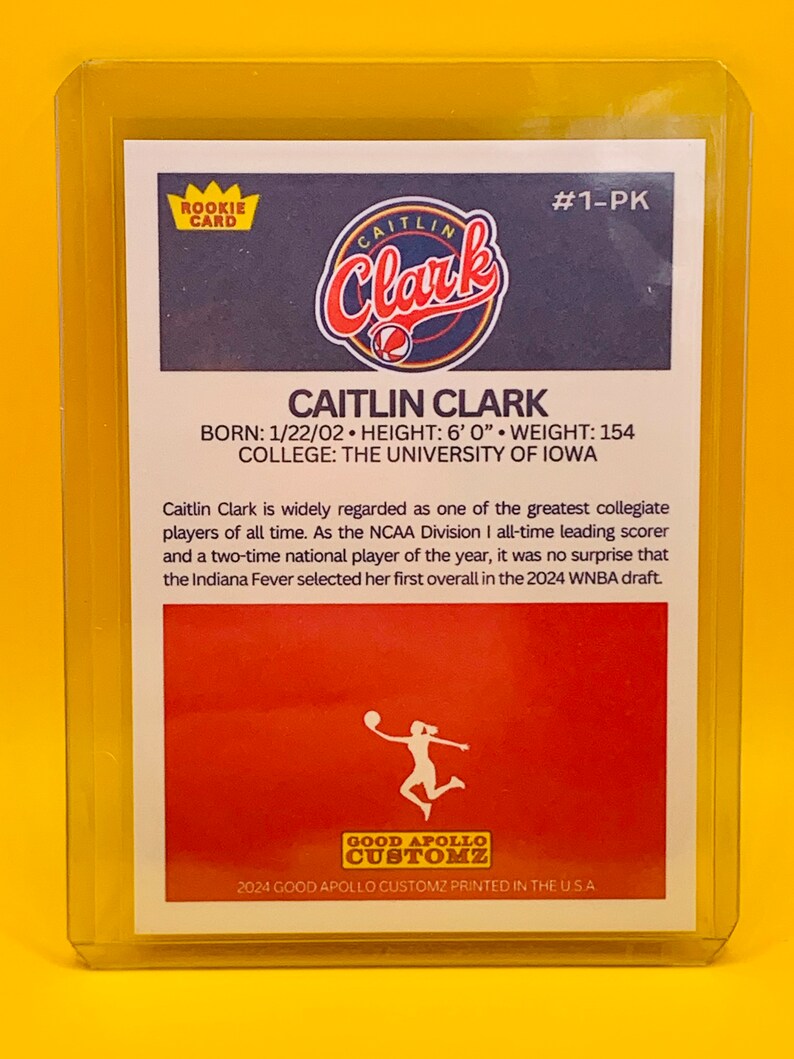 ROOKIE
CARD
#1-PK
CAITLIN
Clark
CAITLIN CLARK
BORN: 1/22/02 • HEIGHT: 6' 0" • WEIGHT: 154
COLLEGE: THE UNIVERSITY OF IOWA
Caitlin Clark is widely regarded as one of the greatest collegiate
players of all time. As the NCAA Division I all-time leading scorer
and a two-time national player of the year, it was no surprise that
the Indiana Fever selected her first overall in the 2024 WNBA draft.
GOOD APOLLO
CUSTOMZ
2024 GOOD APOLLO CUSTOMZ PRINTED IN THE U.S.A.